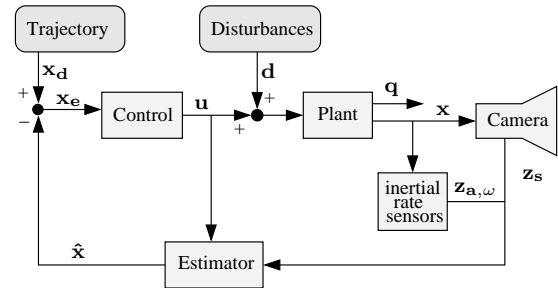 Trajectory
Disturbances
x_d
d
q
+
x_e
u
+
x
−
+
Control
Plant
Camera
z_s
inertial
rate
sensors
z_a,ω
x̂
Estimator